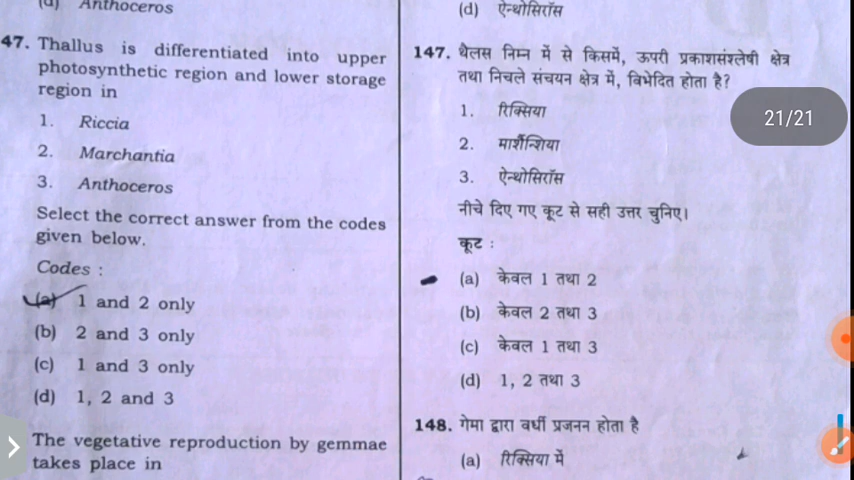 (d) Anthoceros
47. Thallus is differentiated into upper
photosynthetic region and lower storage
region in
1. Riccia
2. Marchantia
3. Anthoceros
Select the correct answer from the codes
given below.
Codes :
(a) 1 and 2 only
(b) 2 and 3 only
(c) 1 and 3 only
(d) 1, 2 and 3
The vegetative reproduction by gemmae
takes place in
(d) ऐन्थोसिरॉस
147. थैलस निम्न में से किसमें, ऊपरी प्रकाशसंश्लेषी क्षेत्र
तथा निचले संचयन क्षेत्र में, विभेदित होता है?
1. रिक्सिया
2. मार्शैन्शिया
3. ऐन्थोसिरॉस
नीचे दिए गए कूट से सही उत्तर चुनिए।
कूट :
(a) केवल 1 तथा 2
(b) केवल 2 तथा 3
(c) केवल 1 तथा 3
(d) 1, 2 तथा 3
148. गेमा द्वारा वर्धी प्रजनन होता है
(a) रिक्सिया में
21/21